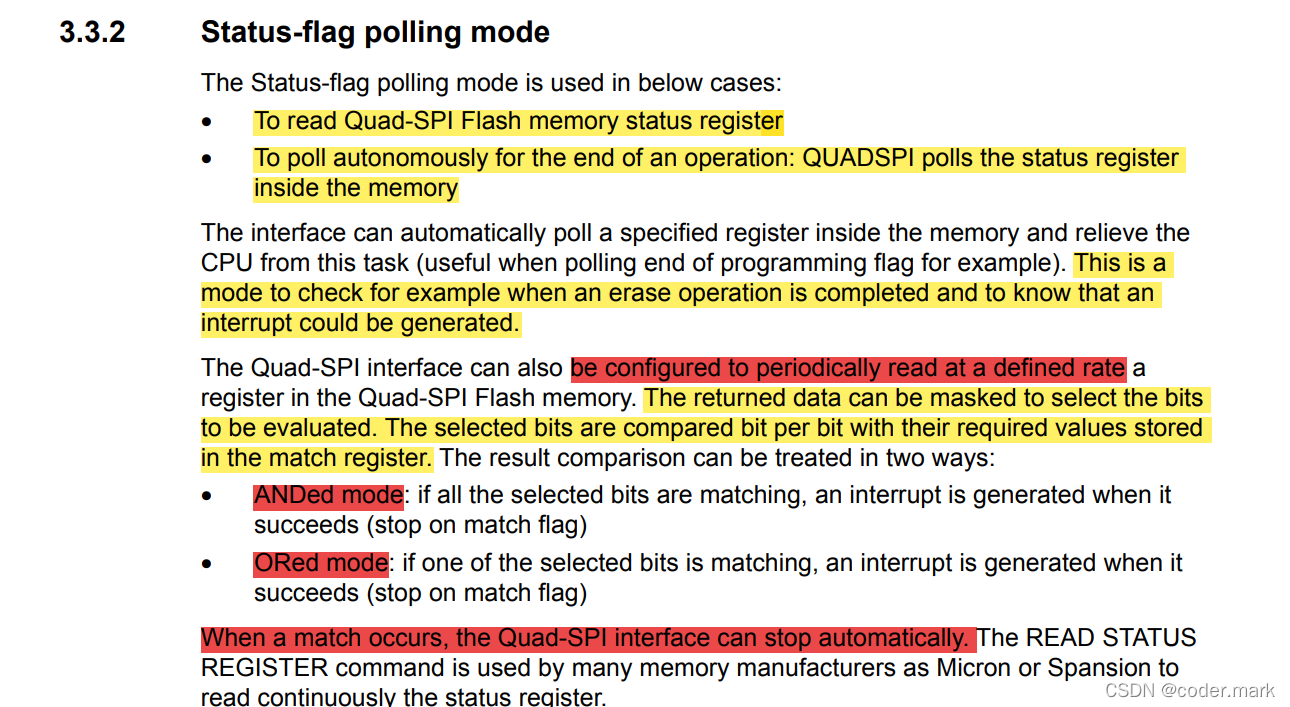 3.3.2 Status-flag polling mode
The Status-flag polling mode is used in below cases:
• To read Quad-SPI Flash memory status register
• To poll autonomously for the end of an operation: QUADSPI polls the status register
inside the memory
The interface can automatically poll a specified register inside the memory and relieve the
CPU from this task (useful when polling end of programming flag for example). This is a
mode to check for example when an erase operation is completed and to know that an
interrupt could be generated.
The Quad-SPI interface can also be configured to periodically read at a defined rate a
register in the Quad-SPI Flash memory. The returned data can be masked to select the bits
to be evaluated. The selected bits are compared bit per bit with their required values stored
in the match register. The result comparison can be treated in two ways:
• ANDed mode: if all the selected bits are matching, an interrupt is generated when it
succeeds (stop on match flag)
• ORed mode: if one of the selected bits is matching, an interrupt is generated when it
succeeds (stop on match flag)
When a match occurs, the Quad-SPI interface can stop automatically. The READ STATUS
REGISTER command is used by many memory manufacturers as Micron or Spansion to
read continuously the status register.
CSDN @coder.mark